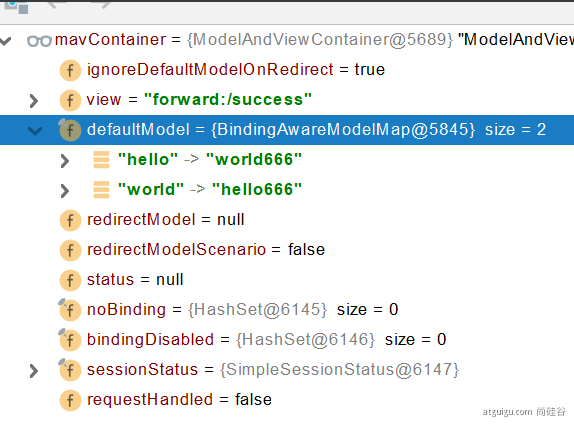 mavContainer = {ModelAndViewContainer@5689} "ModelAndView
ignoreDefaultModelOnRedirect = true
view = "forward:/success"
defaultModel = {BindingAwareModelMap@5845} size = 2
"hello" -> "world666"
"world" -> "hello666"
redirectModel = null
redirectModelScenario = false
status = null
noBinding = {HashSet@6145} size = 0
bindingDisabled = {HashSet@6146} size = 0
sessionStatus = {SimpleSessionStatus@6147}
requestHandled = false
atguigu.com 尚硅谷